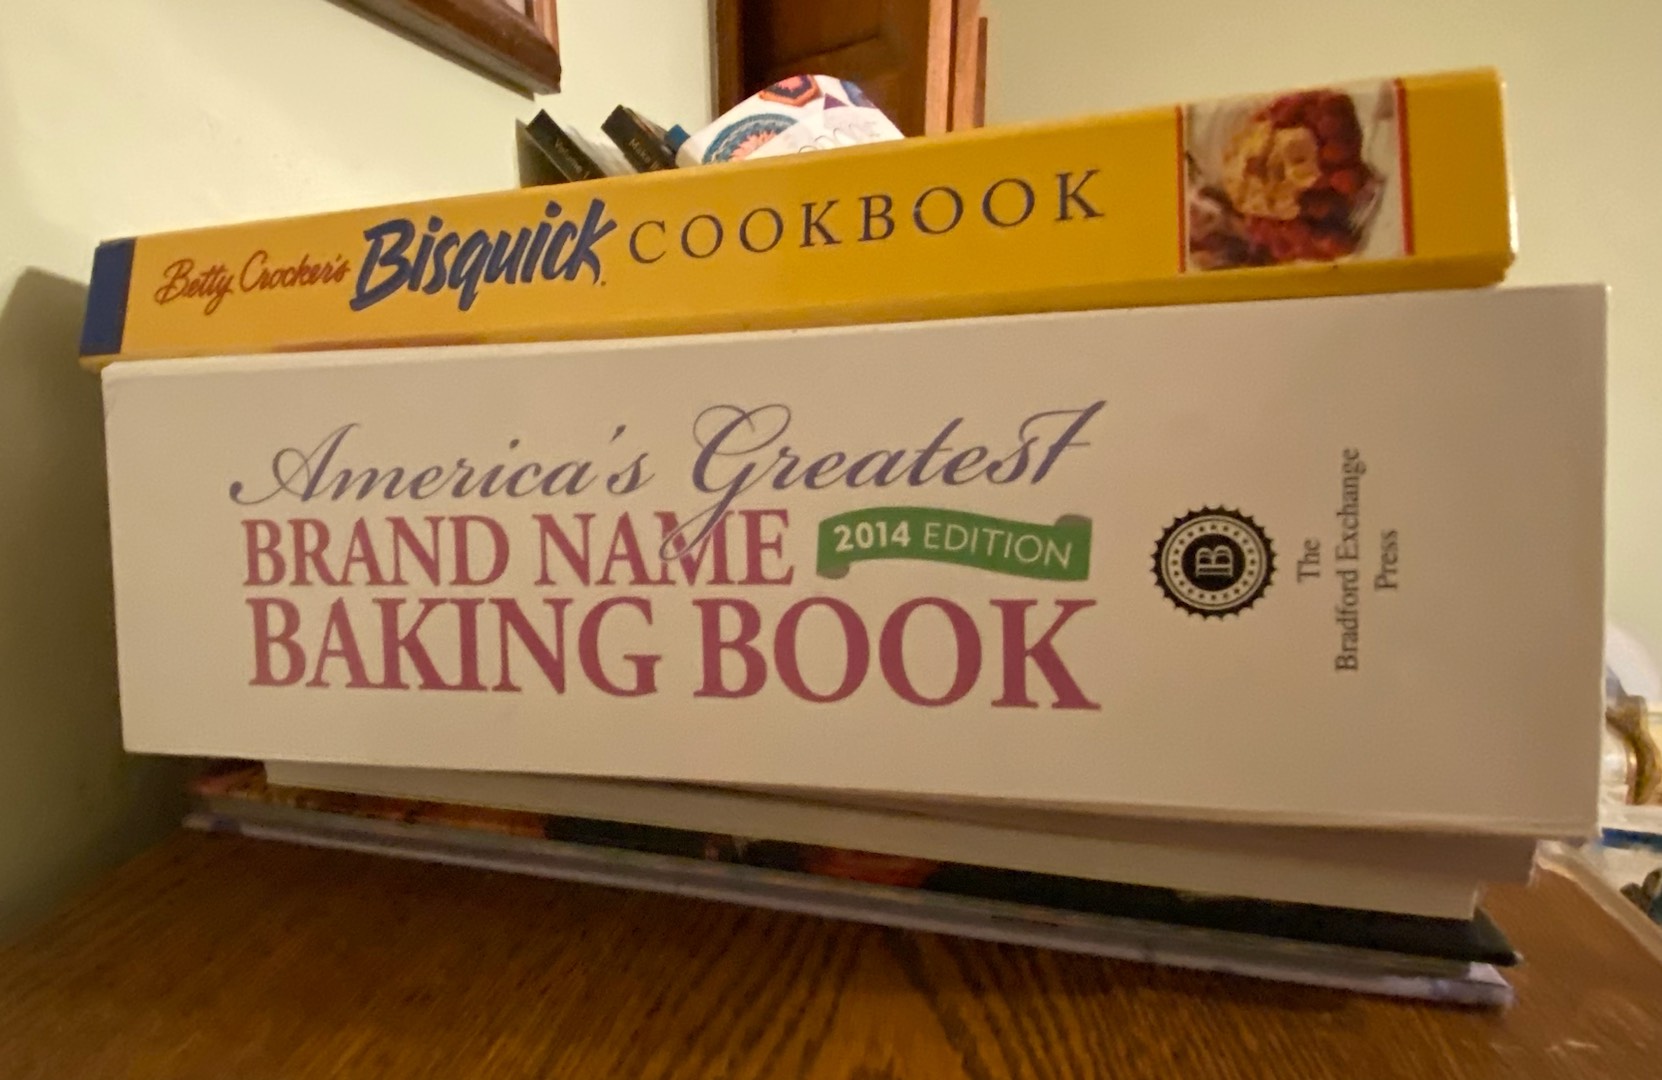 Betty Crocker's Bisquick COOKBOOK
America's Greatest
BRAND NAME
2014 EDITION
BAKING BOOK
B
The
Bradford Exchange
Press